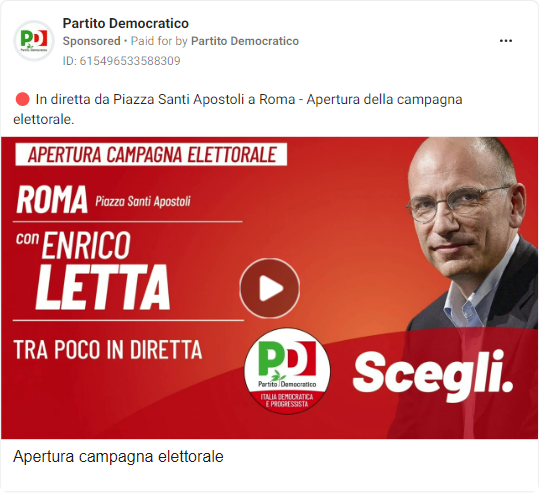 Partito Democratico
Sponsored • Paid for by Partito Democratico
ID: 615496533588309
🔴 In diretta da Piazza Santi Apostoli a Roma - Apertura della campagna
elettorale.
APERTURA CAMPAGNA ELETTORALE
ROMA Piazza Santi Apostoli
con ENRICO
LETTA
TRA POCO IN DIRETTA
PD
Partito Democratico
ITALIA DEMOCRATICA
E PROGRESSISTA
Scegli.
Apertura campagna elettorale